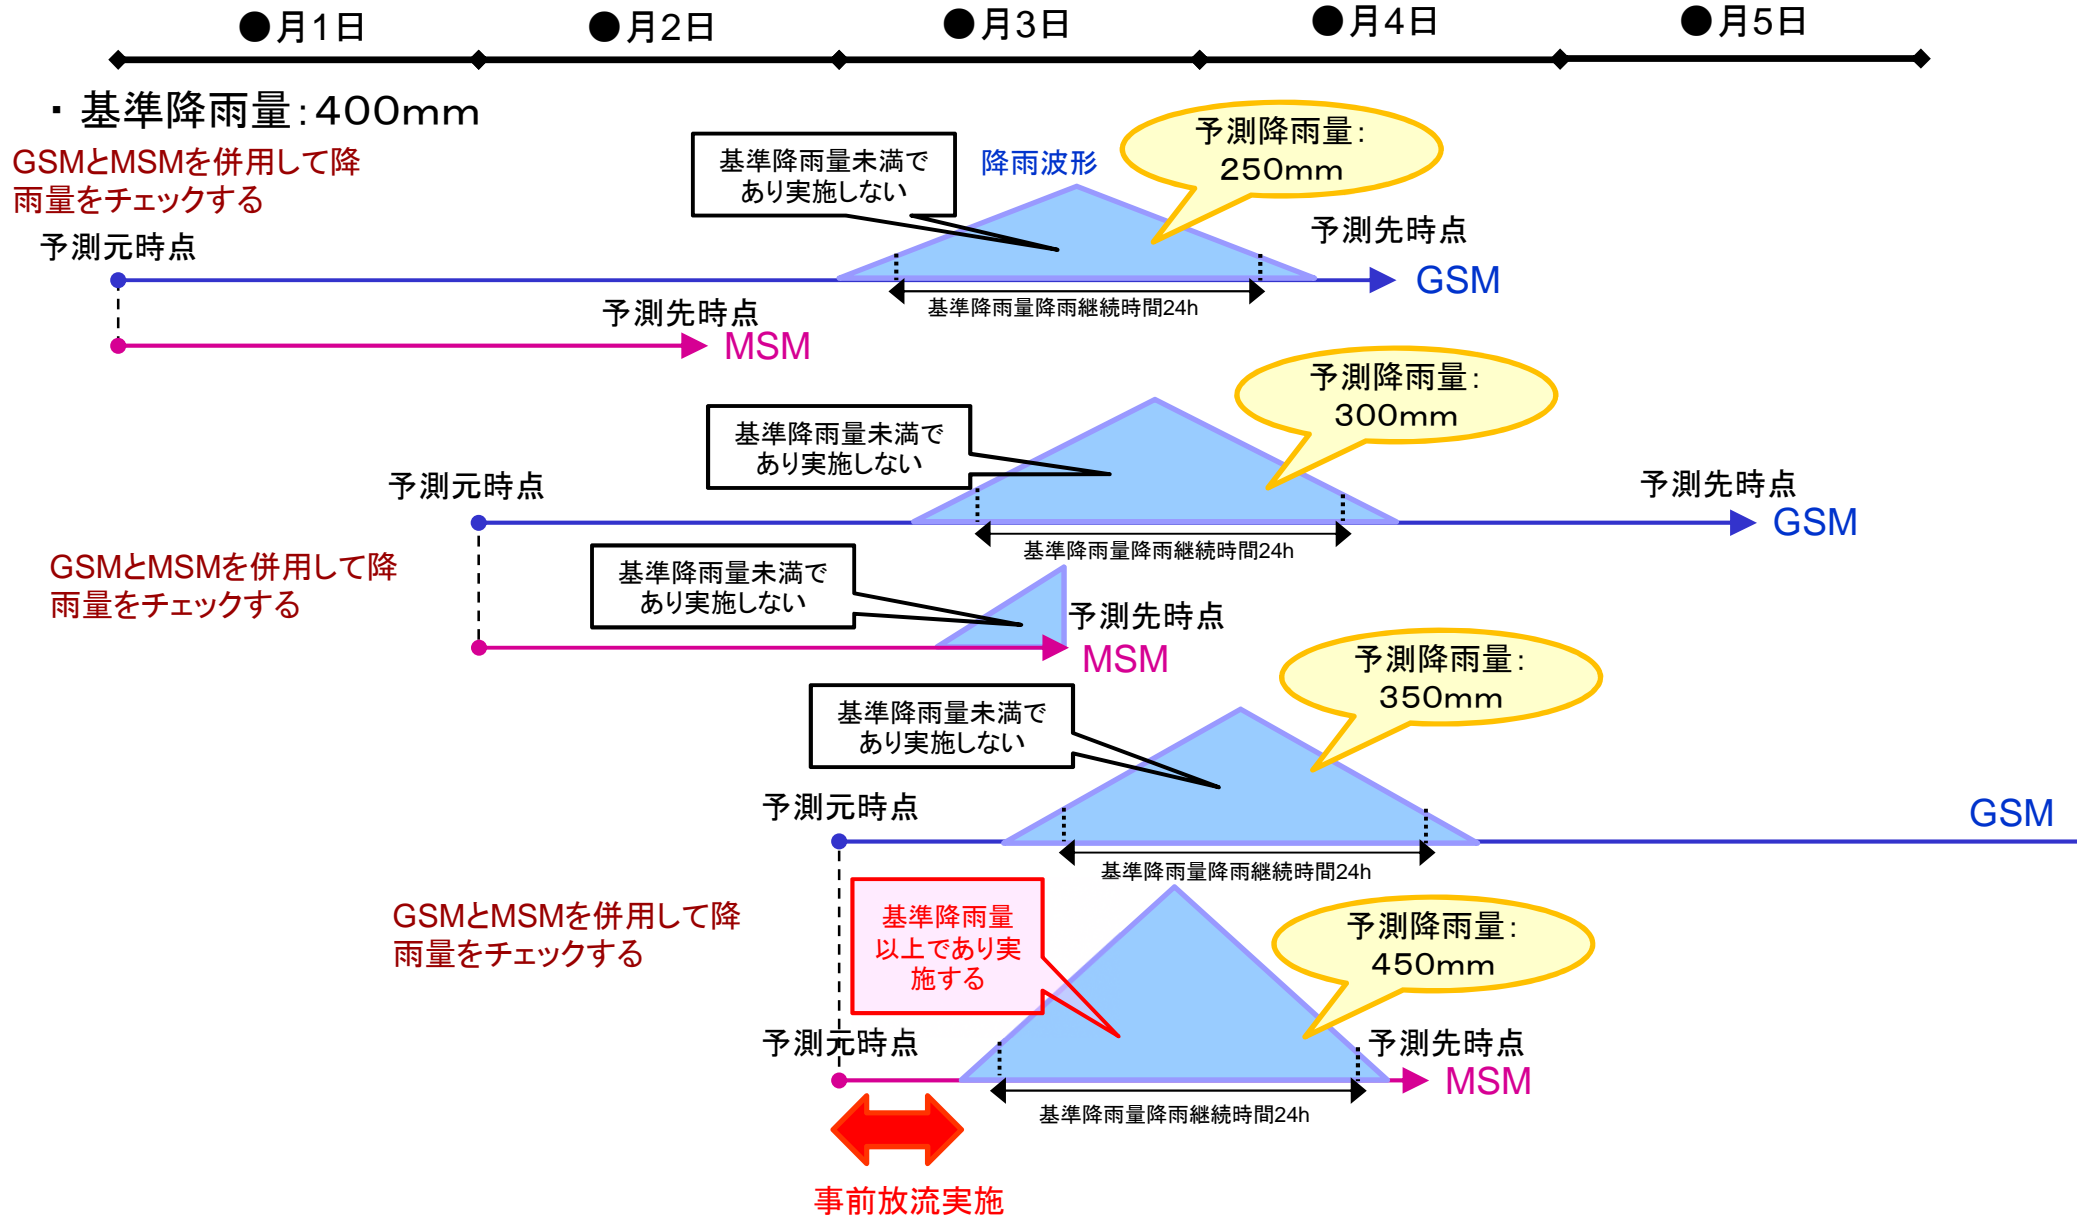 ●月1日
●月2日
●月3日
●月4日
●月5日
・基準降雨量：400mm
GSMとMSMを併用して降
雨量をチェックする
基準降雨量未満で
あり実施しない
降雨波形
予測降雨量：
250mm
予測元時点
予測先時点
GSM
基準降雨量降雨継続時間24h
予測先時点
MSM
予測降雨量：
300mm
基準降雨量未満で
あり実施しない
予測元時点
予測先時点
GSM
基準降雨量降雨継続時間24h
GSMとMSMを併用して降
雨量をチェックする
基準降雨量未満で
あり実施しない
予測先時点
MSM
予測降雨量：
350mm
基準降雨量未満で
あり実施しない
予測元時点
GSM
基準降雨量降雨継続時間24h
GSMとMSMを併用して降
雨量をチェックする
基準降雨量
以上であり実
施する
予測降雨量：
450mm
予測元時点
予測先時点
MSM
基準降雨量降雨継続時間24h
事前放流実施